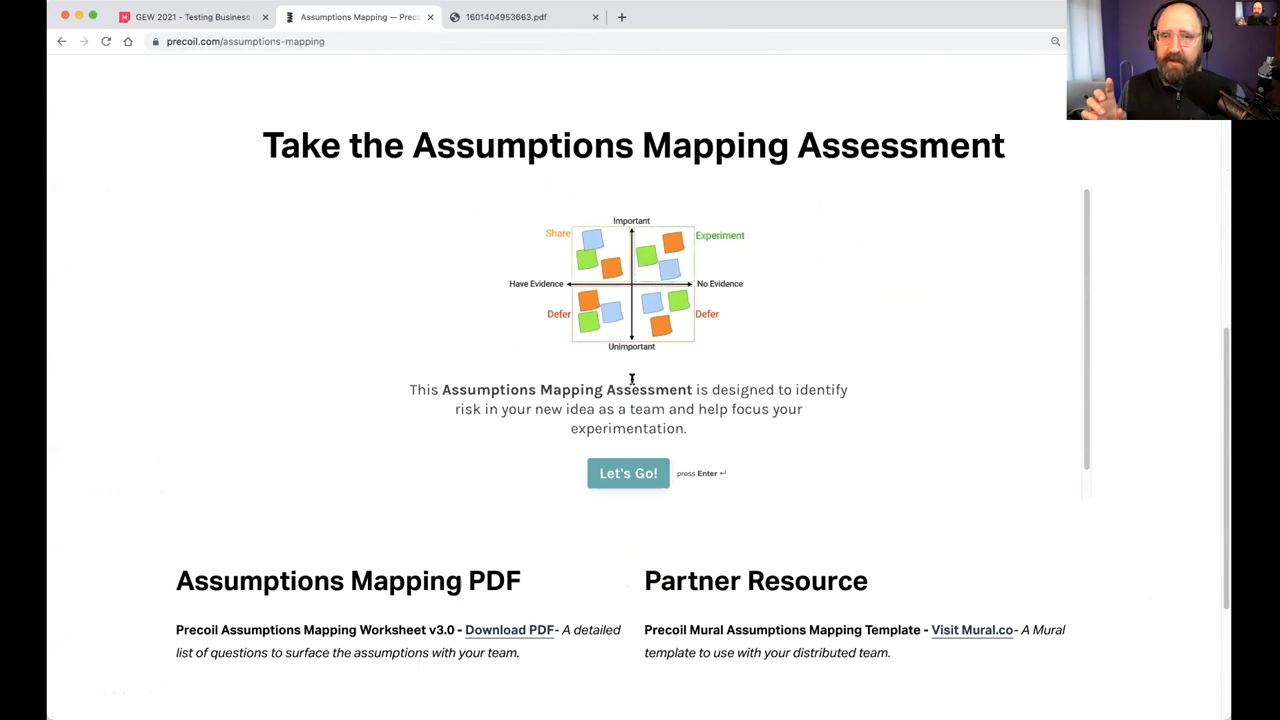 GEW 2021 - Testing Business
Assumptions Mapping — Preco
1601404953663.pdf
precoil.com/assumptions-mapping
Take the Assumptions Mapping Assessment
Important
Share
Experiment
Have Evidence
No Evidence
Defer
Defer
Unimportant
This Assumptions Mapping Assessment is designed to identify
risk in your new idea as a team and help focus your
experimentation.
Let's Go!
press Enter ↵
Assumptions Mapping PDF
Precoil Assumptions Mapping Worksheet v3.0 - Download PDF- A detailed
list of questions to surface the assumptions with your team.
Partner Resource
Precoil Mural Assumptions Mapping Template - Visit Mural.co- A Mural
template to use with your distributed team.